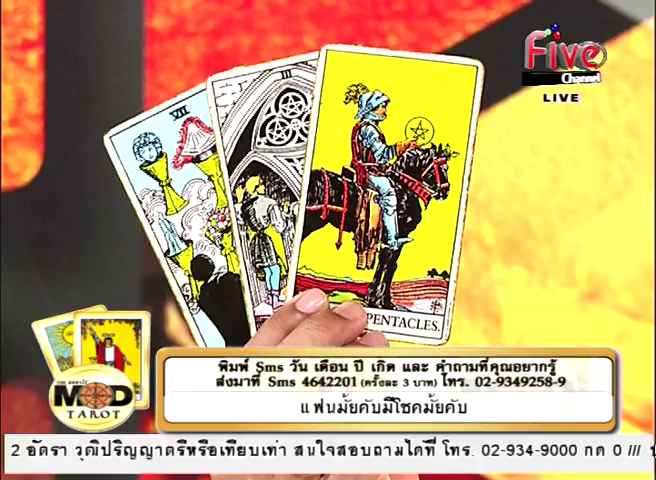 Five
Channel
LIVE
VII
III
PENTACLES.
MOD
TAROT
พิมพ์ Sms วัน เดือน ปี เกิด และ คำถามที่คุณอยากรู้
ส่งมาที่ Sms 4642201 (ครั้งละ 3 บาท) โทร. 02-9349258-9
แฟนมั้ยคับมีโชคมั้ยคับ
2 อัตรา วุฒิปริญญาตรีหรือเทียบเท่า สนใจสอบถามได้ที่ โทร. 02-934-9000 กด 0 ///